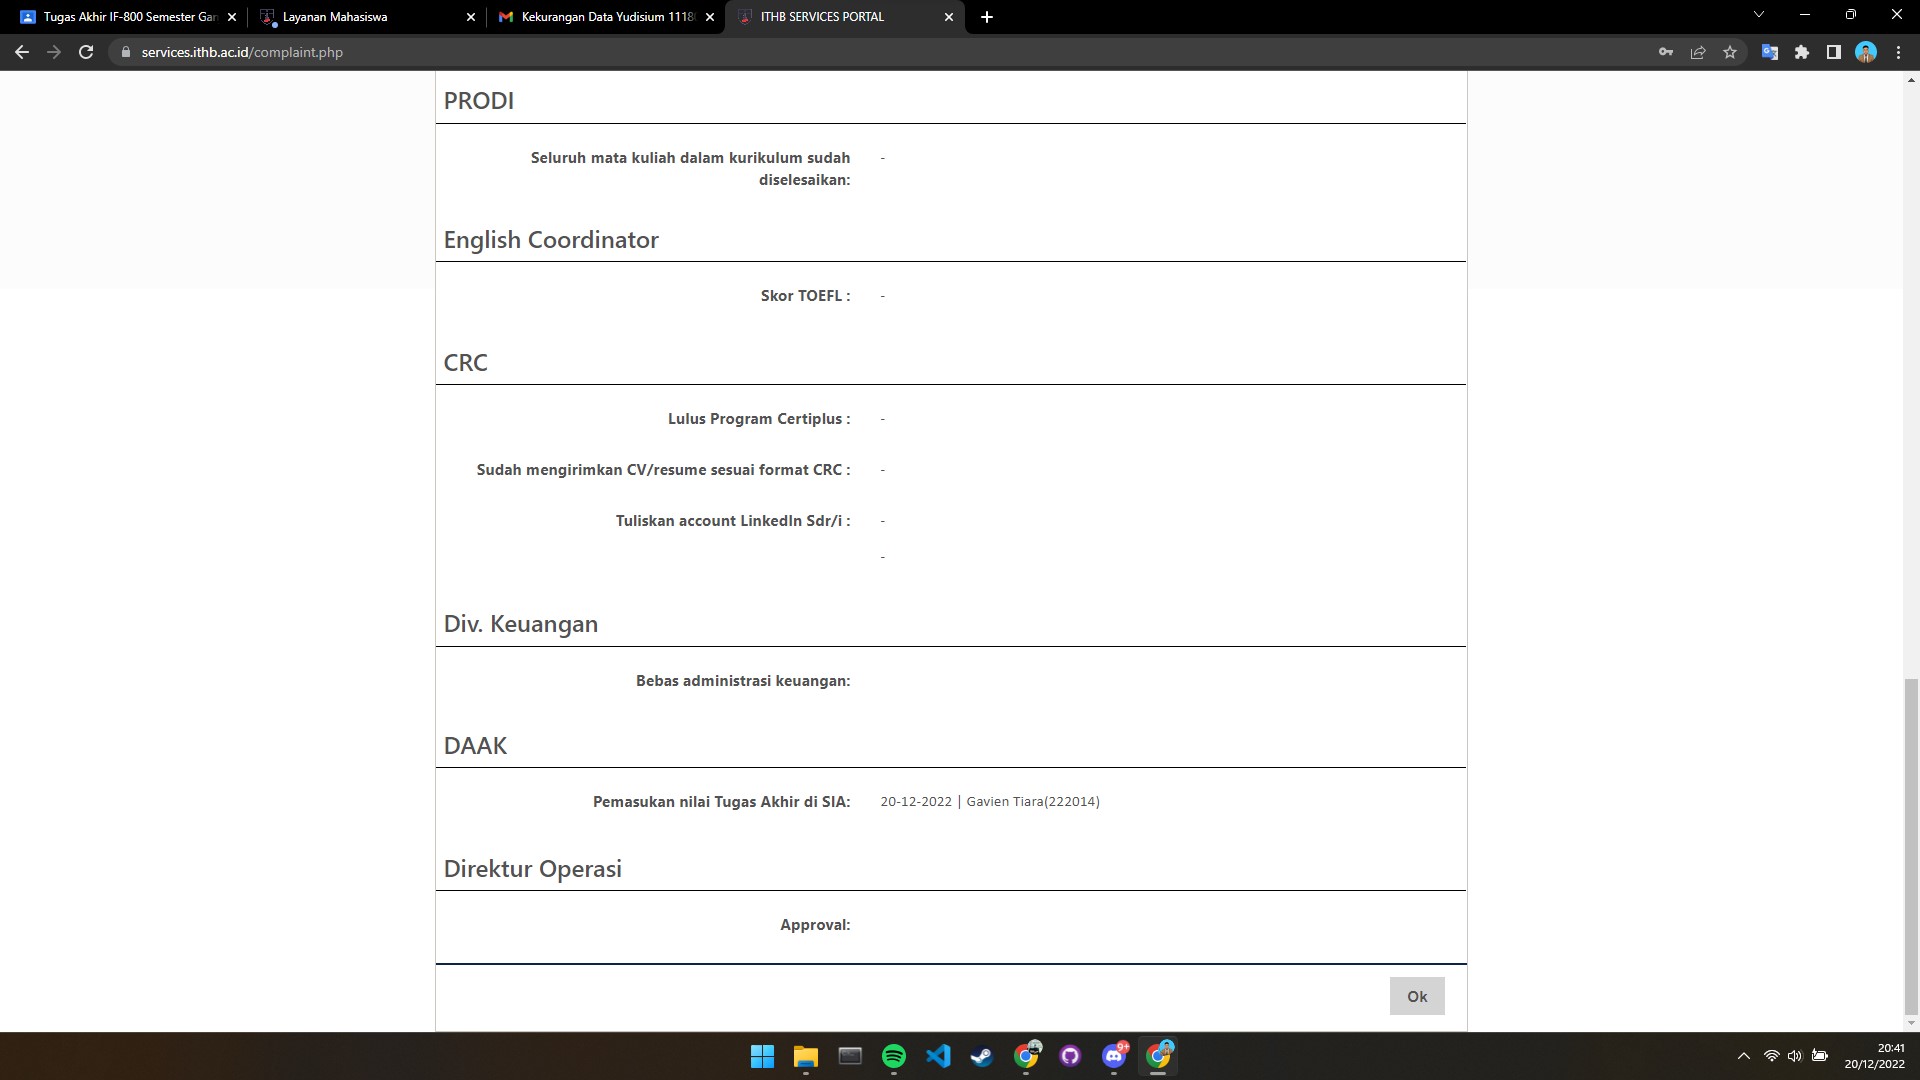 Tugas Akhir IF-800 Semester Gan
Layanan Mahasiswa
Kekurangan Data Yudisium 1118
ITHB SERVICES PORTAL
services.ithb.ac.id/complaint.php
PRODI
Seluruh mata kuliah dalam kurikulum sudah -
diselesaikan:
English Coordinator
Skor TOEFL : -
CRC
Lulus Program Certiplus : -
Sudah mengirimkan CV/resume sesuai format CRC : -
Tuliskan account LinkedIn Sdr/i : -
-
Div. Keuangan
Bebas administrasi keuangan:
DAAK
Pemasukan nilai Tugas Akhir di SIA: 20-12-2022 | Gavien Tiara(222014)
Direktur Operasi
Approval:
Ok
9+
20:41
20/12/2022